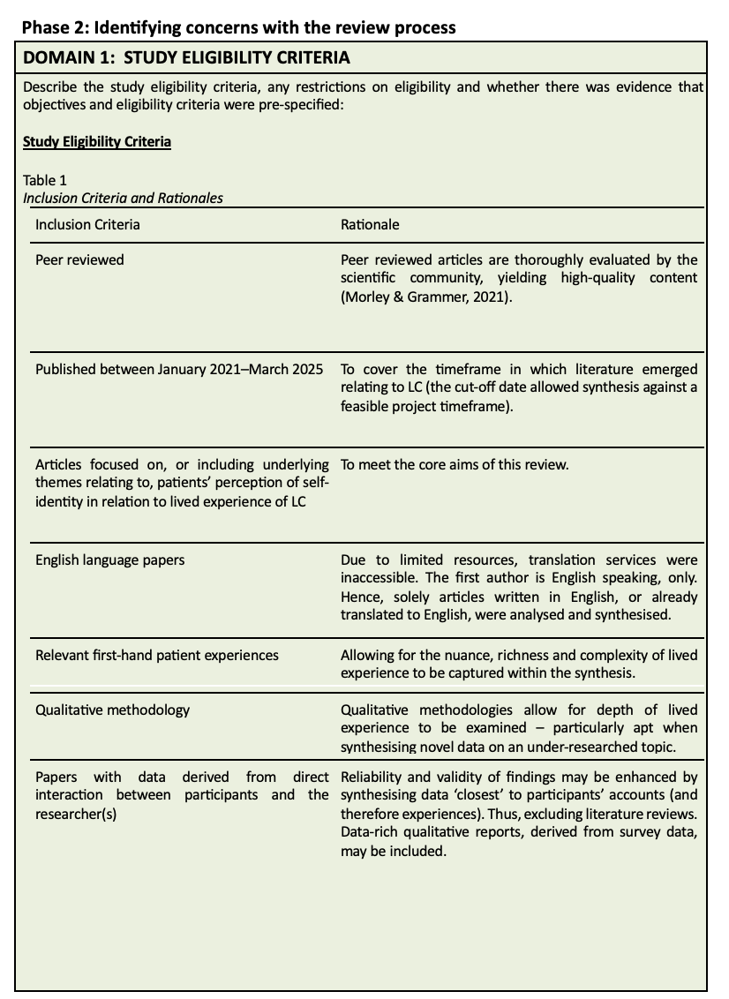 Phase 2: Identifying concerns with the review process
DOMAIN 1: STUDY ELIGIBILITY CRITERIA
Describe the study eligibility criteria, any restrictions on eligibility and whether there was evidence that
objectives and eligibility criteria were pre-specified:
Study Eligibility Criteria
Table 1
Inclusion Criteria and Rationales
Inclusion Criteria
Rationale
Peer reviewed
Peer reviewed articles are thoroughly evaluated by the
scientific community, yielding high-quality content
(Morley & Grammer, 2021).
Published between January 2021–March 2025
To cover the timeframe in which literature emerged
relating to LC (the cut-off date allowed synthesis against a
feasible project timeframe).
Articles focused on, or including underlying
themes relating to, patients’ perception of self-
identity in relation to lived experience of LC
To meet the core aims of this review.
English language papers
Due to limited resources, translation services were
inaccessible. The first author is English speaking, only.
Hence, solely articles written in English, or already
translated to English, were analysed and synthesised.
Relevant first-hand patient experiences
Allowing for the nuance, richness and complexity of lived
experience to be captured within the synthesis.
Qualitative methodology
Qualitative methodologies allow for depth of lived
experience to be examined – particularly apt when
synthesising novel data on an under-researched topic.
Papers with data derived from direct
interaction between participants and the
researcher(s)
Reliability and validity of findings may be enhanced by
synthesising data ‘closest’ to participants’ accounts (and
therefore experiences). Thus, excluding literature reviews.
Data-rich qualitative reports, derived from survey data,
may be included.